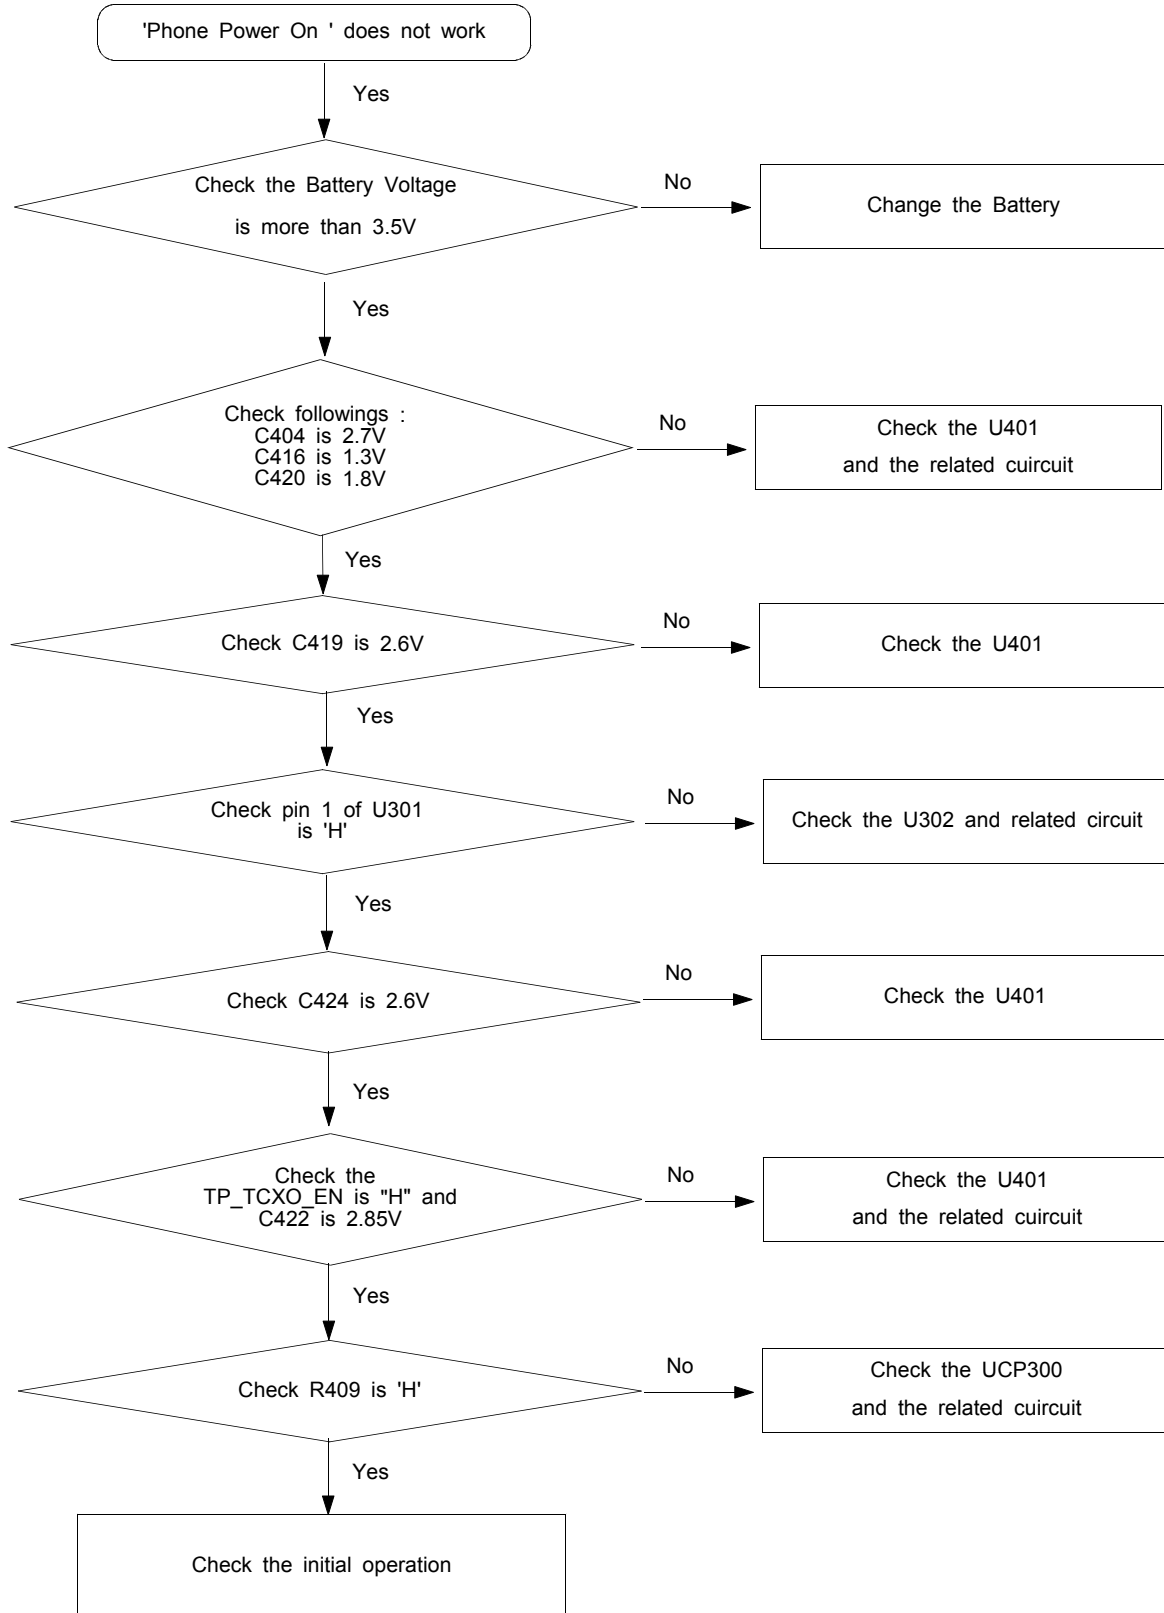 'Phone Power On ' does not work
Yes
Check the Battery Voltage
is more than 3.5V
No
Change the Battery
Yes
Check followings :
C404 is 2.7V
C416 is 1.3V
C420 is 1.8V
No
Check the U401
and the related cuircuit
Yes
Check C419 is 2.6V
No
Check the U401
Yes
Check pin 1 of U301
is 'H'
No
Check the U302 and related circuit
Yes
Check C424 is 2.6V
No
Check the U401
Yes
Check the
TP_TCXO_EN is "H" and
C422 is 2.85V
No
Check the U401
and the related cuircuit
Yes
Check R409 is 'H'
No
Check the UCP300
and the related cuircuit
Yes
Check the initial operation